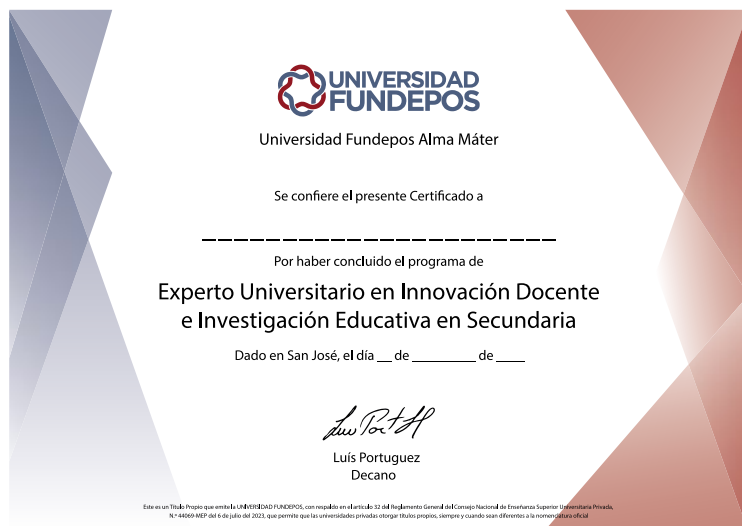 UNIVERSIDAD
FUNDEPOS
Universidad Fundepos Alma Máter
Se confiere el presente Certificado a
Por haber concluido el programa de
Experto Universitario en Innovación Docente
e Investigación Educativa en Secundaria
Dado en San José, el día __ de ________ de ____
Luís Portuguez
Decano
Este es un Título Propio que emite la UNIVERSIDAD FUNDEPOS, con respaldo en el artículo 32 del Reglamento General del Consejo Nacional de Enseñanza Superior Universitaria Privada,
N.º 44069-MEP del 6 de julio del 2023, que permite que las universidades privadas otorgar títulos propios, siempre y cuando sean diferentes a la nomenclatura oficial